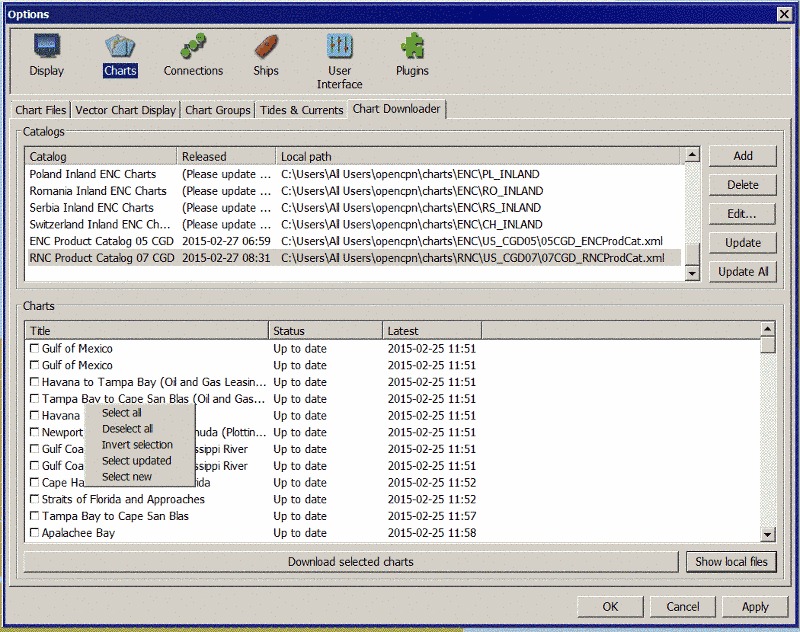 Options
Display Charts Connections Ships User Interface Plugins
Chart Files Vector Chart Display Chart Groups Tides & Currents Chart Downloader
Catalogs
Catalog Released Local path
Poland Inland ENC Charts (Please update ... C:\Users\All Users\opencpn\charts\ENC\PL_INLAND
Romania Inland ENC Charts (Please update ... C:\Users\All Users\opencpn\charts\ENC\RO_INLAND
Serbia Inland ENC Charts (Please update ... C:\Users\All Users\opencpn\charts\ENC\RS_INLAND
Switzerland Inland ENC Ch... (Please update ... C:\Users\All Users\opencpn\charts\ENC\CH_INLAND
ENC Product Catalog 05 CGD 2015-02-27 06:59 C:\Users\All Users\opencpn\charts\ENC\US_CGD05\05CGD_ENCProdCat.xml
RNC Product Catalog 07 CGD 2015-02-27 08:31 C:\Users\All Users\opencpn\charts\RNC\US_CGD07\07CGD_RNCProdCat.xml
Add
Delete
Edit...
Update
Update All
Charts
Title Status Latest
Gulf of Mexico Up to date 2015-02-25 11:51
Gulf of Mexico Up to date 2015-02-25 11:51
Havana to Tampa Bay (Oil and Gas Leasin... Up to date 2015-02-25 11:51
Tampa Bay to Cape San Blas (Oil and Gas... Up to date 2015-02-25 11:51
Havana Up to date 2015-02-25 11:51
Newport muda (Plottin... Up to date 2015-02-25 11:51
Gulf Coa ssippi River Up to date 2015-02-25 11:51
Gulf Coa ssippi River Up to date 2015-02-25 11:51
Cape Ha rida Up to date 2015-02-25 11:52
Straits of Florida and Approaches Up to date 2015-02-25 11:52
Tampa Bay to Cape San Blas Up to date 2015-02-25 11:57
Apalachee Bay Up to date 2015-02-25 11:58
Select all
Deselect all
Invert selection
Select updated
Select new
Download selected charts Show local files
OK Cancel Apply